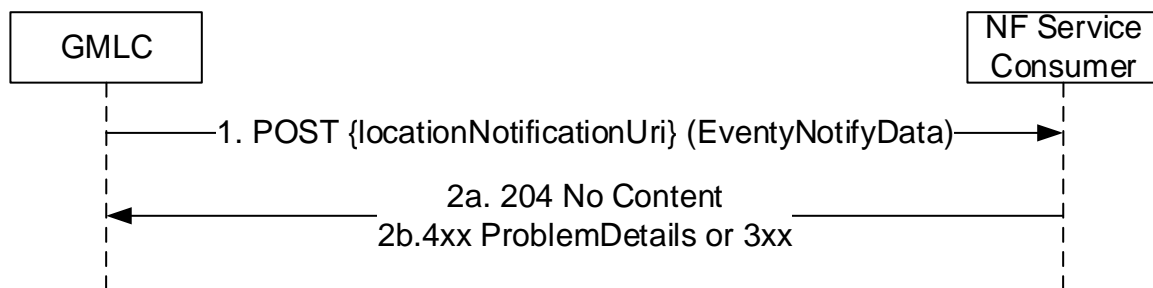 GMLC
NF Service
Consumer
1. POST {locationNotificationUri} (EventyNotifyData)
2a. 204 No Content
2b.4xx ProblemDetails or 3xx